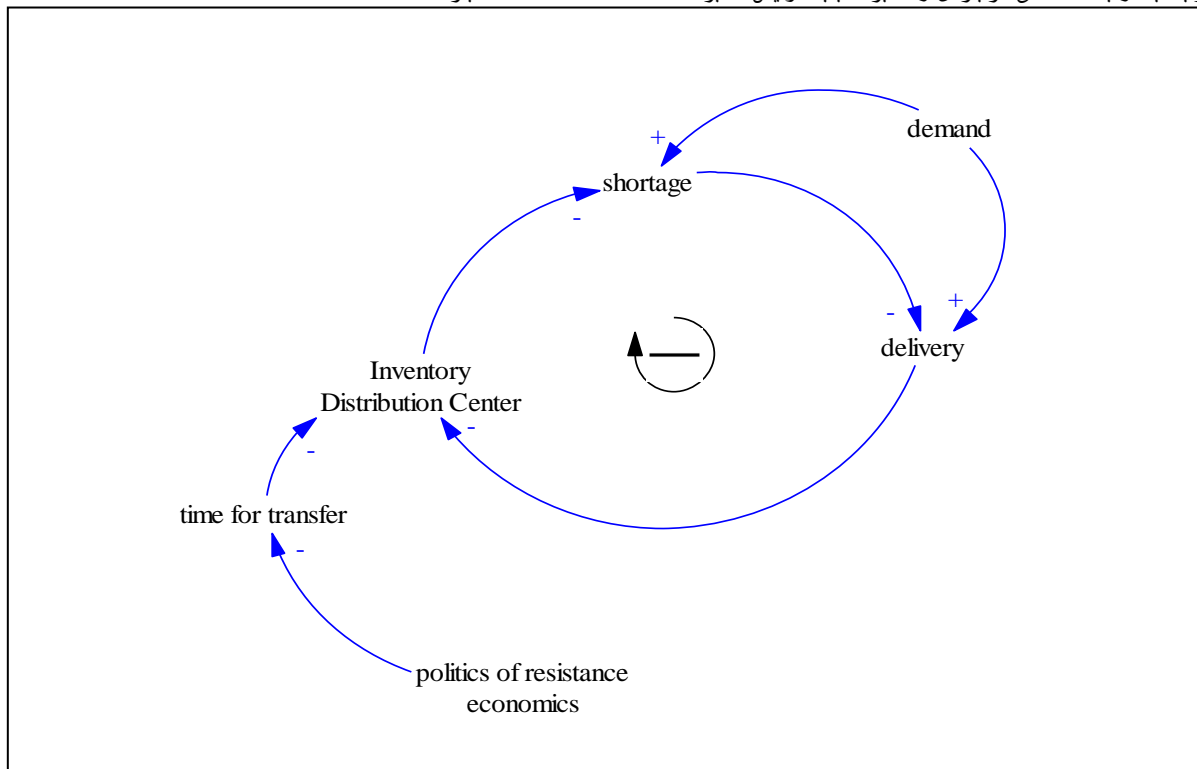 +
demand
shortage
-
+
-
delivery
Inventory
Distribution Center
-
-
time for transfer
-
politics of resistance
economics